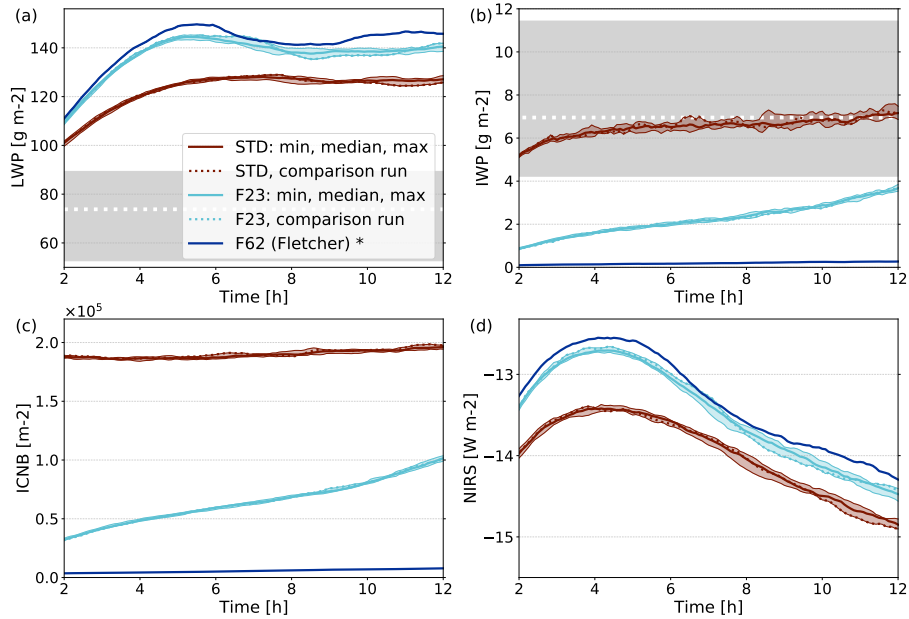 (a)
LWP [g m-2]
140
120
100
80
60
2
4
6
8
10
12
Time [h]
STD: min, median, max
STD, comparison run
F23: min, median, max
F23, comparison run
F62 (Fletcher) *
(b)
IWP [g m-2]
12
10
8
6
4
2
0
2
4
6
8
10
12
Time [h]
(c)
×10⁵
ICNB [m-2]
2.0
1.5
1.0
0.5
0.0
2
4
6
8
10
12
Time [h]
(d)
NIRS [W m-2]
−13
−14
−15
2
4
6
8
10
12
Time [h]